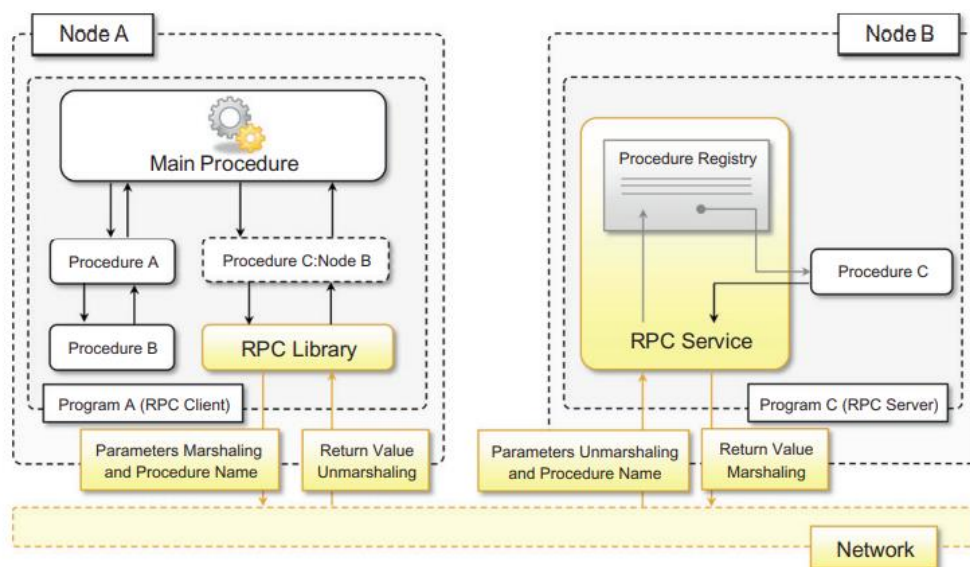 Node A
Node B
Main Procedure
Procedure Registry
Procedure A
Procedure C:Node B
Procedure C
Procedure B
RPC Library
RPC Service
Program A (RPC Client)
Program C (RPC Server)
Parameters Marshaling
and Procedure Name
Return Value
Unmarshaling
Parameters Unmarshaling
and Procedure Name
Return Value
Marshaling
Network